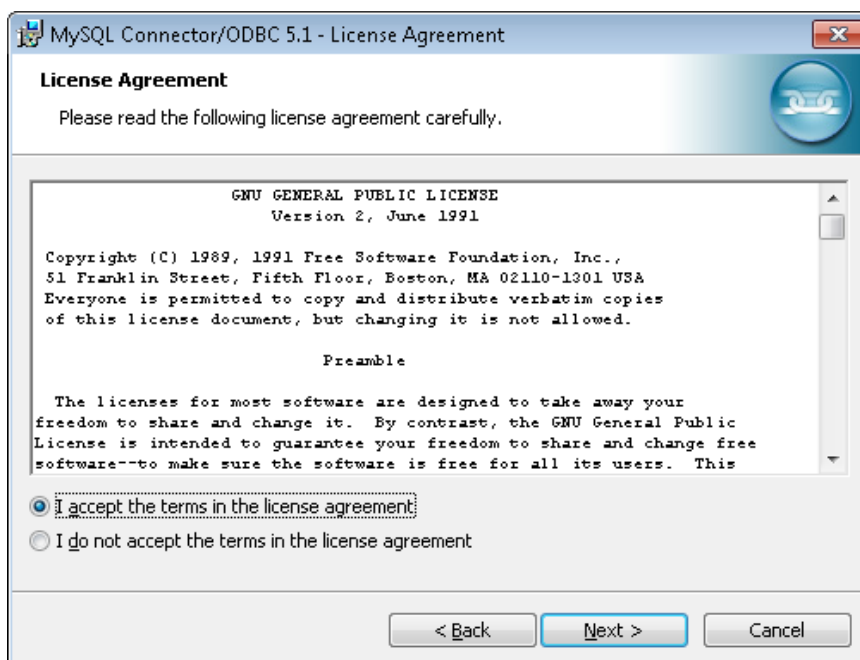 MySQL Connector/ODBC 5.1 - License Agreement
License Agreement
Please read the following license agreement carefully.
GNU GENERAL PUBLIC LICENSE
Version 2, June 1991
Copyright (C) 1989, 1991 Free Software Foundation, Inc.,
51 Franklin Street, Fifth Floor, Boston, MA 02110-1301 USA
Everyone is permitted to copy and distribute verbatim copies
of this license document, but changing it is not allowed.
Preamble
The licenses for most software are designed to take away your
freedom to share and change it.  By contrast, the GNU General Public
License is intended to guarantee your freedom to share and change free
software--to make sure the software is free for all its users.  This
I accept the terms in the license agreement
I do not accept the terms in the license agreement
< Back
Next >
Cancel